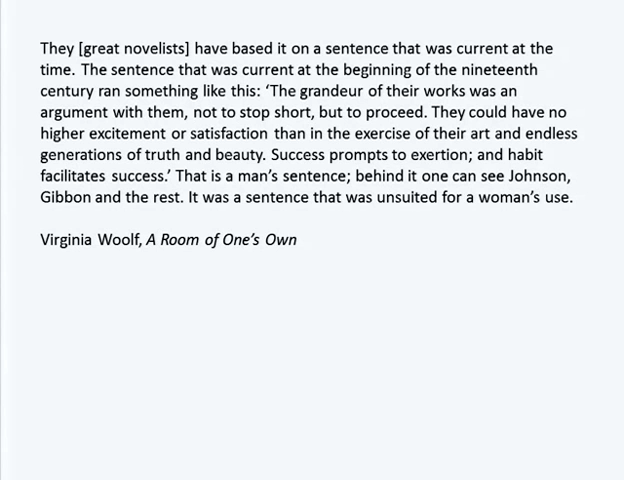 They [great novelists] have based it on a sentence that was current at the
time. The sentence that was current at the beginning of the nineteenth
century ran something like this: ‘The grandeur of their works was an
argument with them, not to stop short, but to proceed. They could have no
higher excitement or satisfaction than in the exercise of their art and endless
generations of truth and beauty. Success prompts to exertion; and habit
facilitates success.’ That is a man’s sentence; behind it one can see Johnson,
Gibbon and the rest. It was a sentence that was unsuited for a woman’s use.
Virginia Woolf, A Room of One’s Own